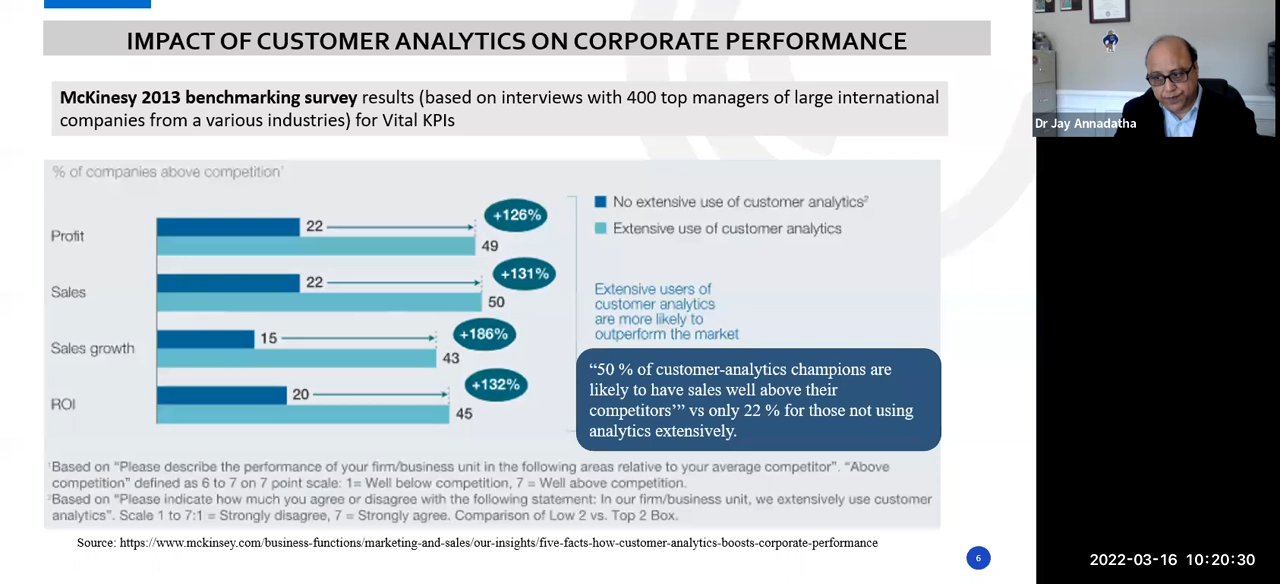 IMPACT OF CUSTOMER ANALYTICS ON CORPORATE PERFORMANCE
McKinesy 2013 benchmarking survey results (based on interviews with 400 top managers of large international
companies from a various industries) for Vital KPIs
% of companies above competition¹
Profit
22
+126%
49
Sales
22
+131%
50
Sales growth
15
+186%
43
ROI
20
+132%
45
No extensive use of customer analytics²
Extensive use of customer analytics
Extensive users of
customer analytics
are more likely to
outperform the market
“50 % of customer-analytics champions are
likely to have sales well above their
competitors’” vs only 22 % for those not using
analytics extensively.
¹Based on “Please describe the performance of your firm/business unit in the following areas relative to your average competitor”. “Above
competition” defined as 6 to 7 on 7 point scale: 1= Well below competition, 7 = Well above competition.
²Based on “Please indicate how much you agree or disagree with the following statement: In our firm/business unit, we extensively use customer
analytics”. Scale 1 to 7:1 = Strongly disagree, 7 = Strongly agree. Comparison of Low 2 vs. Top 2 Box.
Source: https://www.mckinsey.com/business-functions/marketing-and-sales/our-insights/five-facts-how-customer-analytics-boosts-corporate-performance
6
Dr Jay Annadatha
2022-03-16 10:20:30